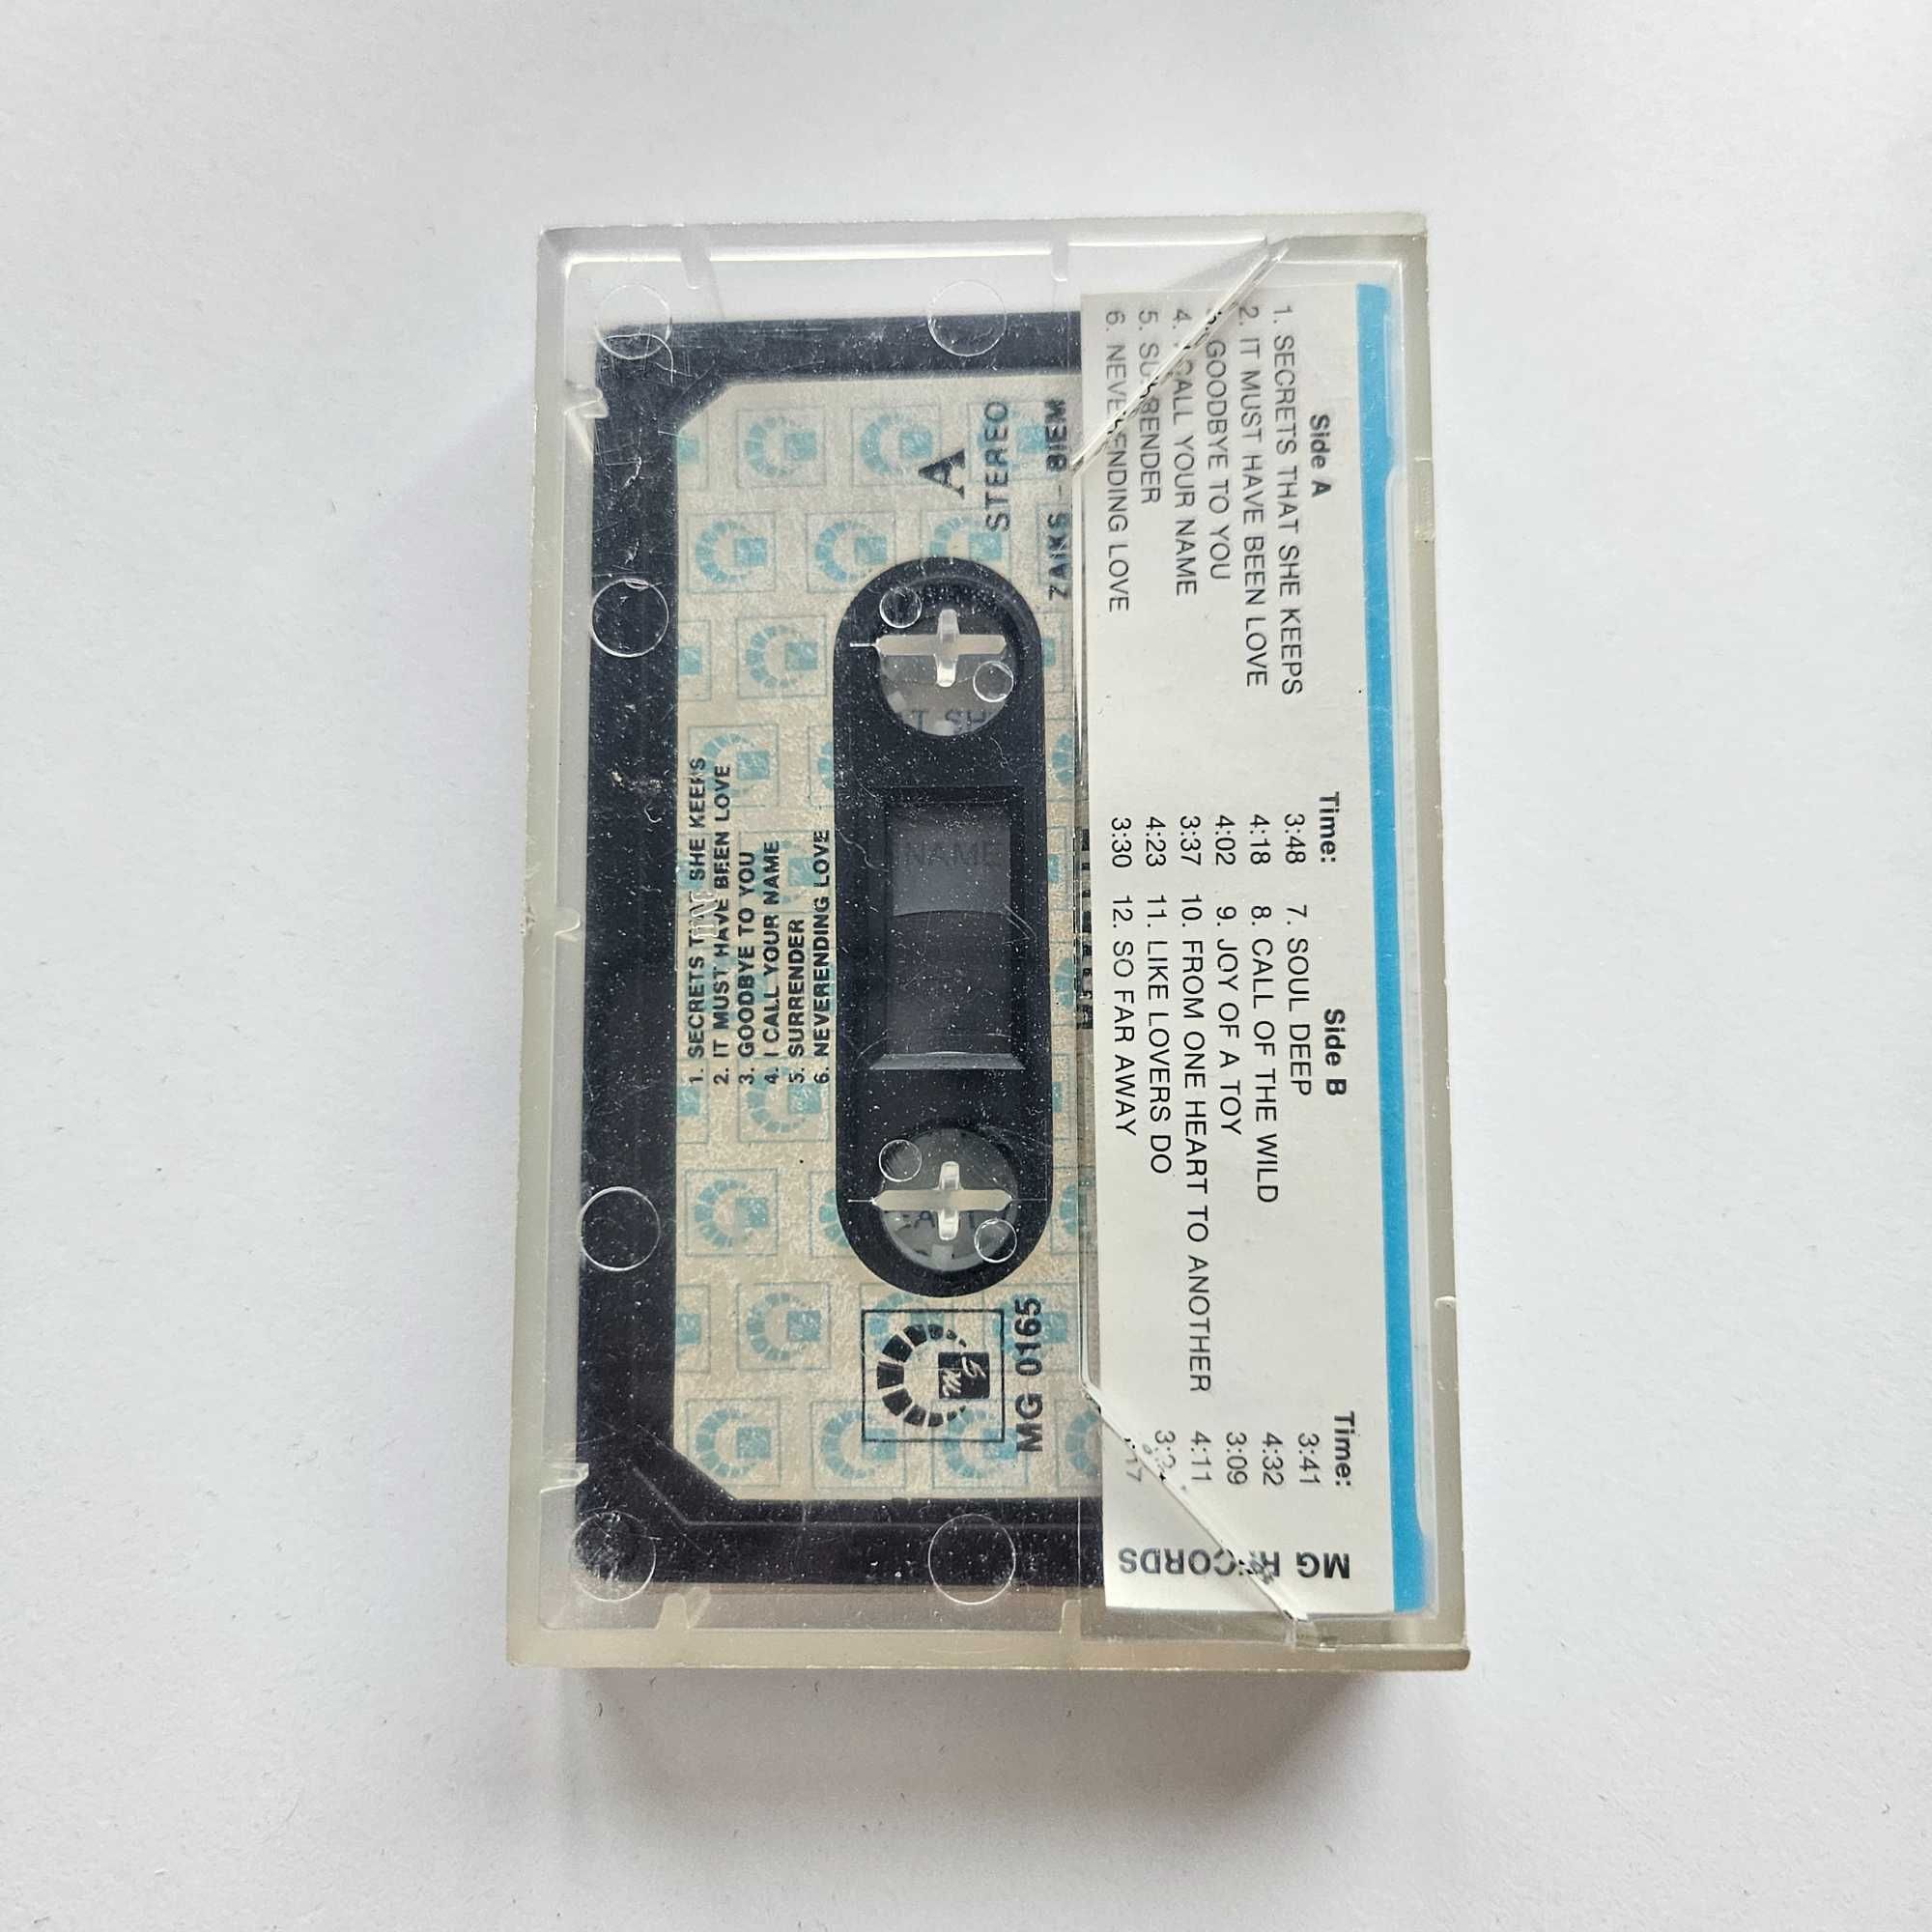 Side A
Time:
Side B
Time:
1. SECRETS THAT SHE KEEPS 3:48 7. SOUL DEEP 3:41
2. IT MUST HAVE BEEN LOVE 4:18 8. CALL OF THE WILD 4:32
GOODBYE TO YOU 4:02 9. JOY OF A TOY 3:09
4. I CALL YOUR NAME 3:37 10. FROM ONE HEART TO ANOTHER 4:11
5. 4:23 11. LIKE LOVERS DO
6. NEVERENDING LOVE 3:30 12. SO FAR AWAY
MG RECORDS
ZAIKS - BIEM
STEREO
A
MG 0165
MG
1. SECRETS SHE KEEPS
2. IT MUST HAVE BEEN LOVE
3. GOODBYE TO YOU
4. I CALL YOUR NAME
5. SURRENDER
6. NEVERENDING LOVE
NAME